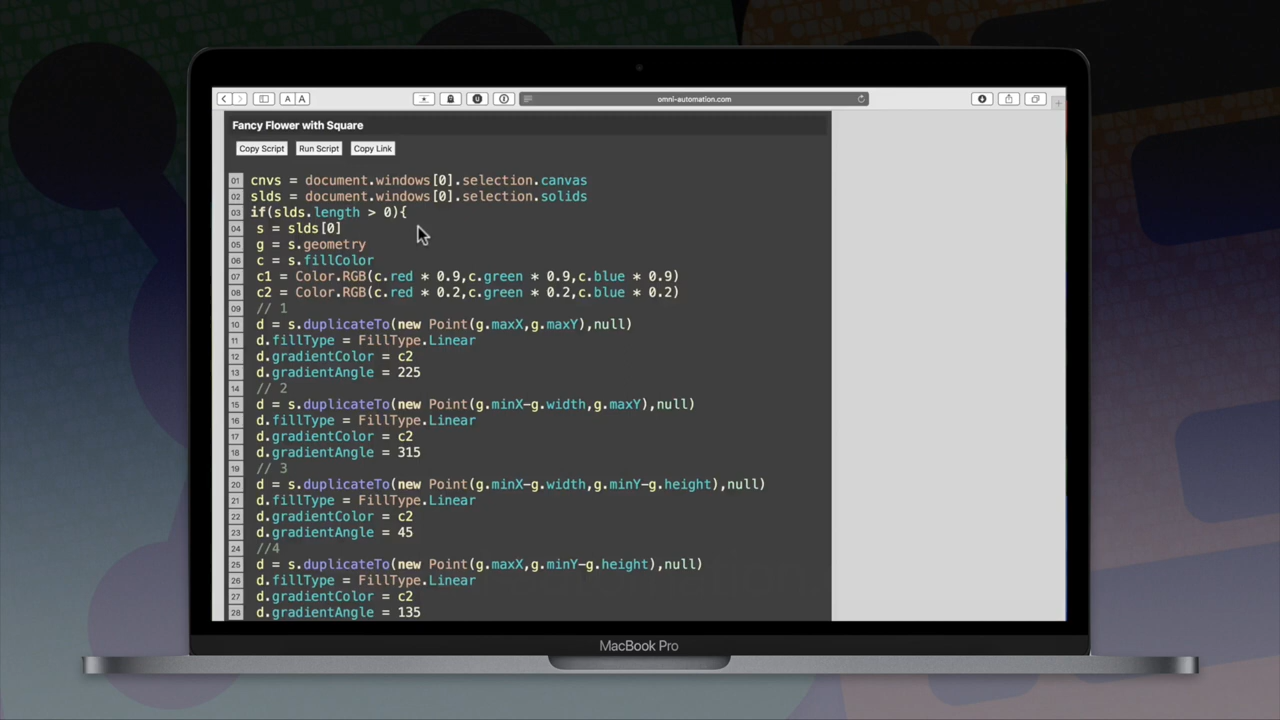 omni-automation.com
A A
Fancy Flower with Square
Copy Script Run Script Copy Link
01 cnvs = document.windows[0].selection.canvas
02 slds = document.windows[0].selection.solids
03 if(slds.length > 0){
04 s = slds[0]
05 g = s.geometry
06 c = s.fillColor
07 c1 = Color.RGB(c.red * 0.9,c.green * 0.9,c.blue * 0.9)
08 c2 = Color.RGB(c.red * 0.2,c.green * 0.2,c.blue * 0.2)
09 // 1
10 d = s.duplicateTo(new Point(g.maxX,g.maxY),null)
11 d.fillType = FillType.Linear
12 d.gradientColor = c2
13 d.gradientAngle = 225
14 // 2
15 d = s.duplicateTo(new Point(g.minX-g.width,g.maxY),null)
16 d.fillType = FillType.Linear
17 d.gradientColor = c2
18 d.gradientAngle = 315
19 // 3
20 d = s.duplicateTo(new Point(g.minX-g.width,g.minY-g.height),null)
21 d.fillType = FillType.Linear
22 d.gradientColor = c2
23 d.gradientAngle = 45
24 //4
25 d = s.duplicateTo(new Point(g.maxX,g.minY-g.height),null)
26 d.fillType = FillType.Linear
27 d.gradientColor = c2
28 d.gradientAngle = 135
MacBook Pro